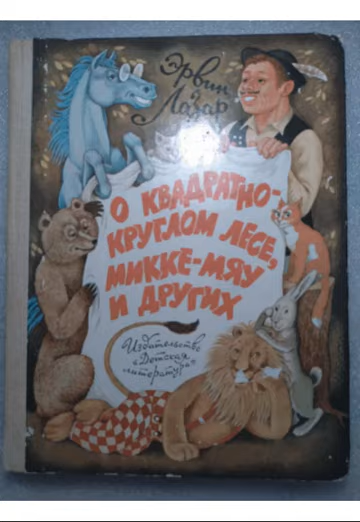 Эрвин
Лазар
О КВАДРАТНО-
КРУГЛОМ ЛЕСЕ,
МИККЕ-МЯУ
И ДРУГИХ
Издательство
«Детская
литература»